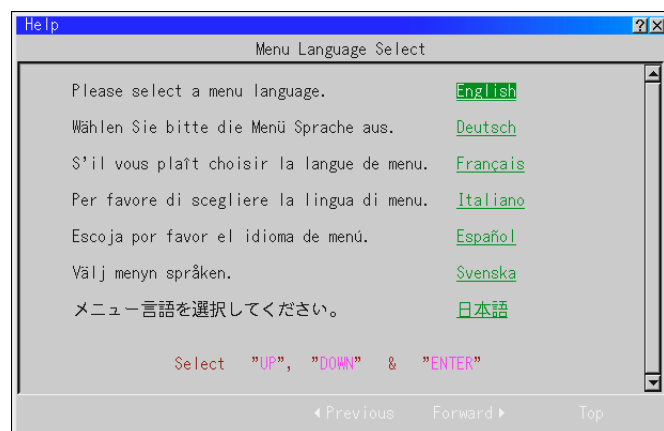 Help
Menu Language Select
Please select a menu language. English
Wählen Sie bitte die Menü Sprache aus. Deutsch
S'il vous plaît choisir la langue de menu. Français
Per favore di scegliere la lingua di menu. Italiano
Escoja por favor el idioma de menú. Español
Välj menyn språken. Svenska
メニュー言語を選択してください。 日本語
Select "UP", "DOWN" & "ENTER"
Previous Forward Top